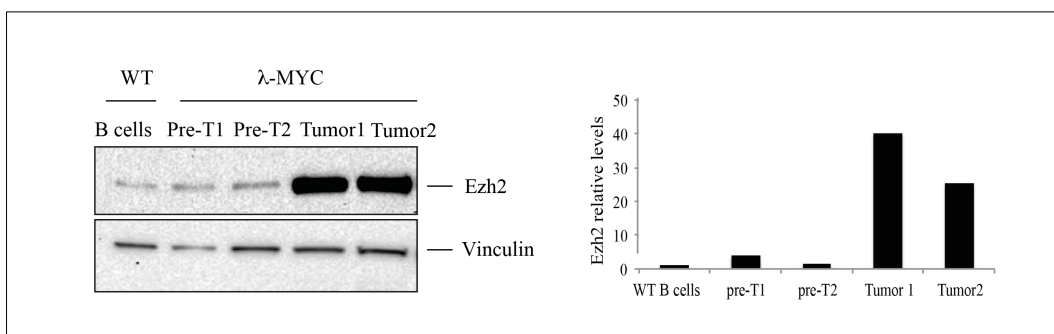 WT λ-MYC
B cells Pre-T1 Pre-T2 Tumor1 Tumor2
Ezh2
Vinculin
Ezh2 relative levels
50
40
30
20
10
0
WT B cells pre-T1 pre-T2 Tumor 1 Tumor2